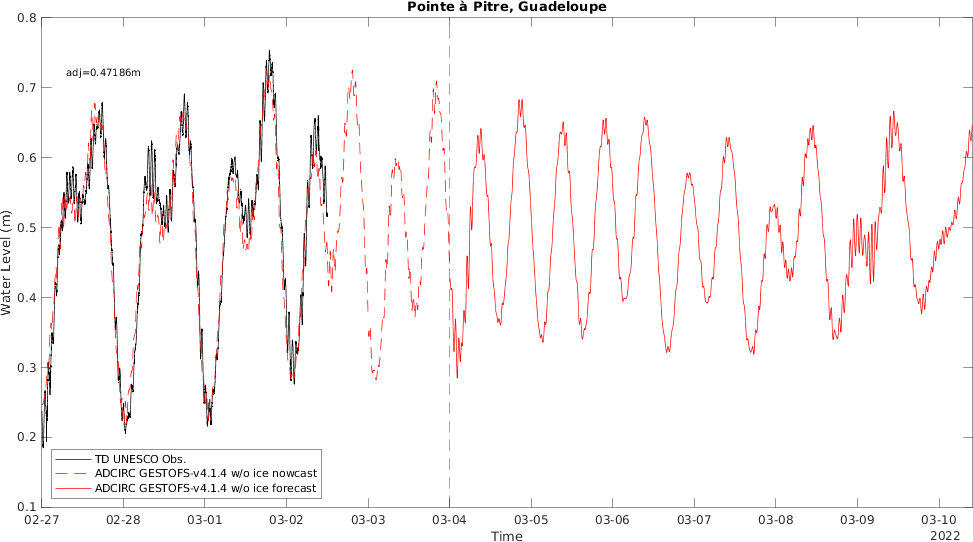 Pointe à Pitre, Guadeloupe
adj=0.47186m
Water Level (m)
0.8
0.7
0.6
0.5
0.4
0.3
0.2
0.1
TD UNESCO Obs.
ADCIRC GESTOFS-v4.1.4 w/o ice nowcast
ADCIRC GESTOFS-v4.1.4 w/o ice forecast
02-27 02-28 03-01 03-02 03-03 03-04 03-05 03-06 03-07 03-08 03-09 03-10
2022
Time